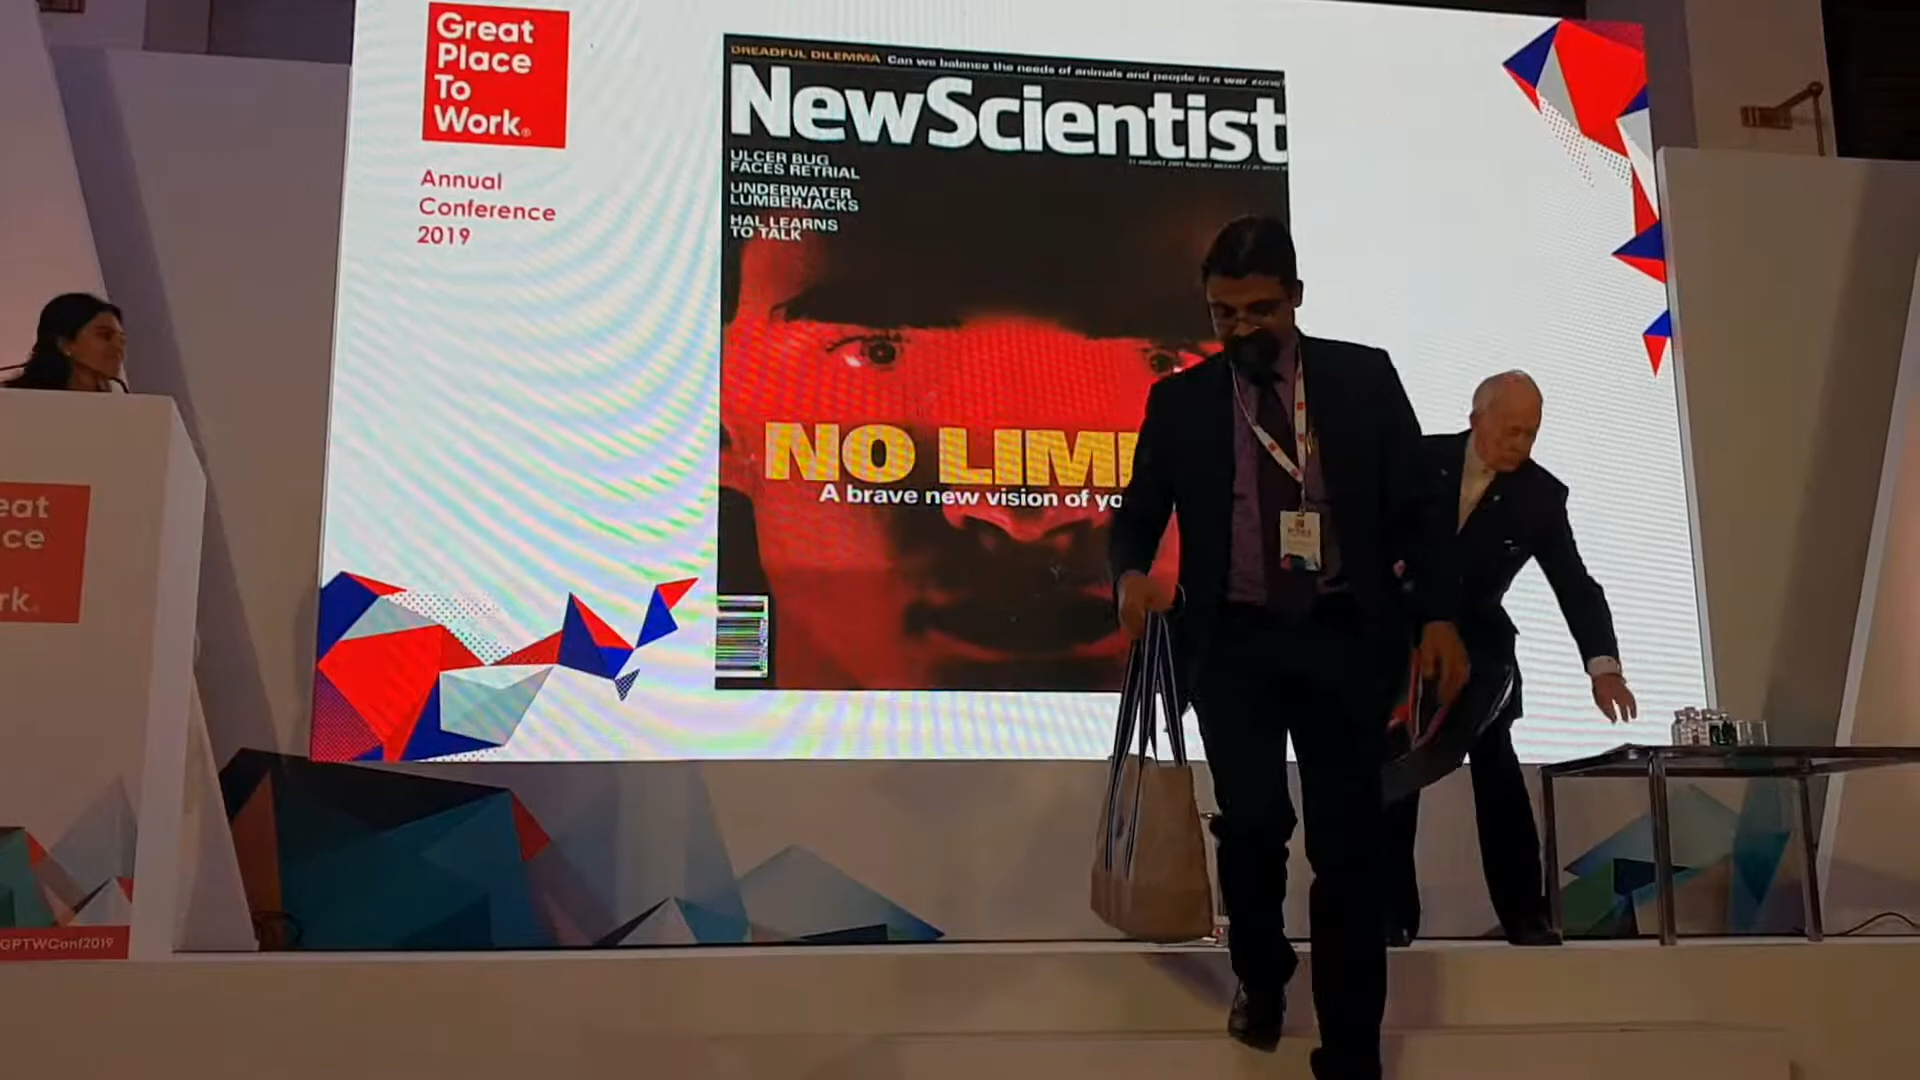 Great
Place
To
Work®
Annual
Conference
2019
DREADFUL DILEMMA Can we balance the needs of animals and people in a war zone?
NewScientist
ULCER BUG
FACES RETRIAL
UNDERWATER
LUMBERJACKS
HAL LEARNS
TO TALK
NO LIMI
A brave new vision of yo
eat
ce
rk.
GPTWConf2019